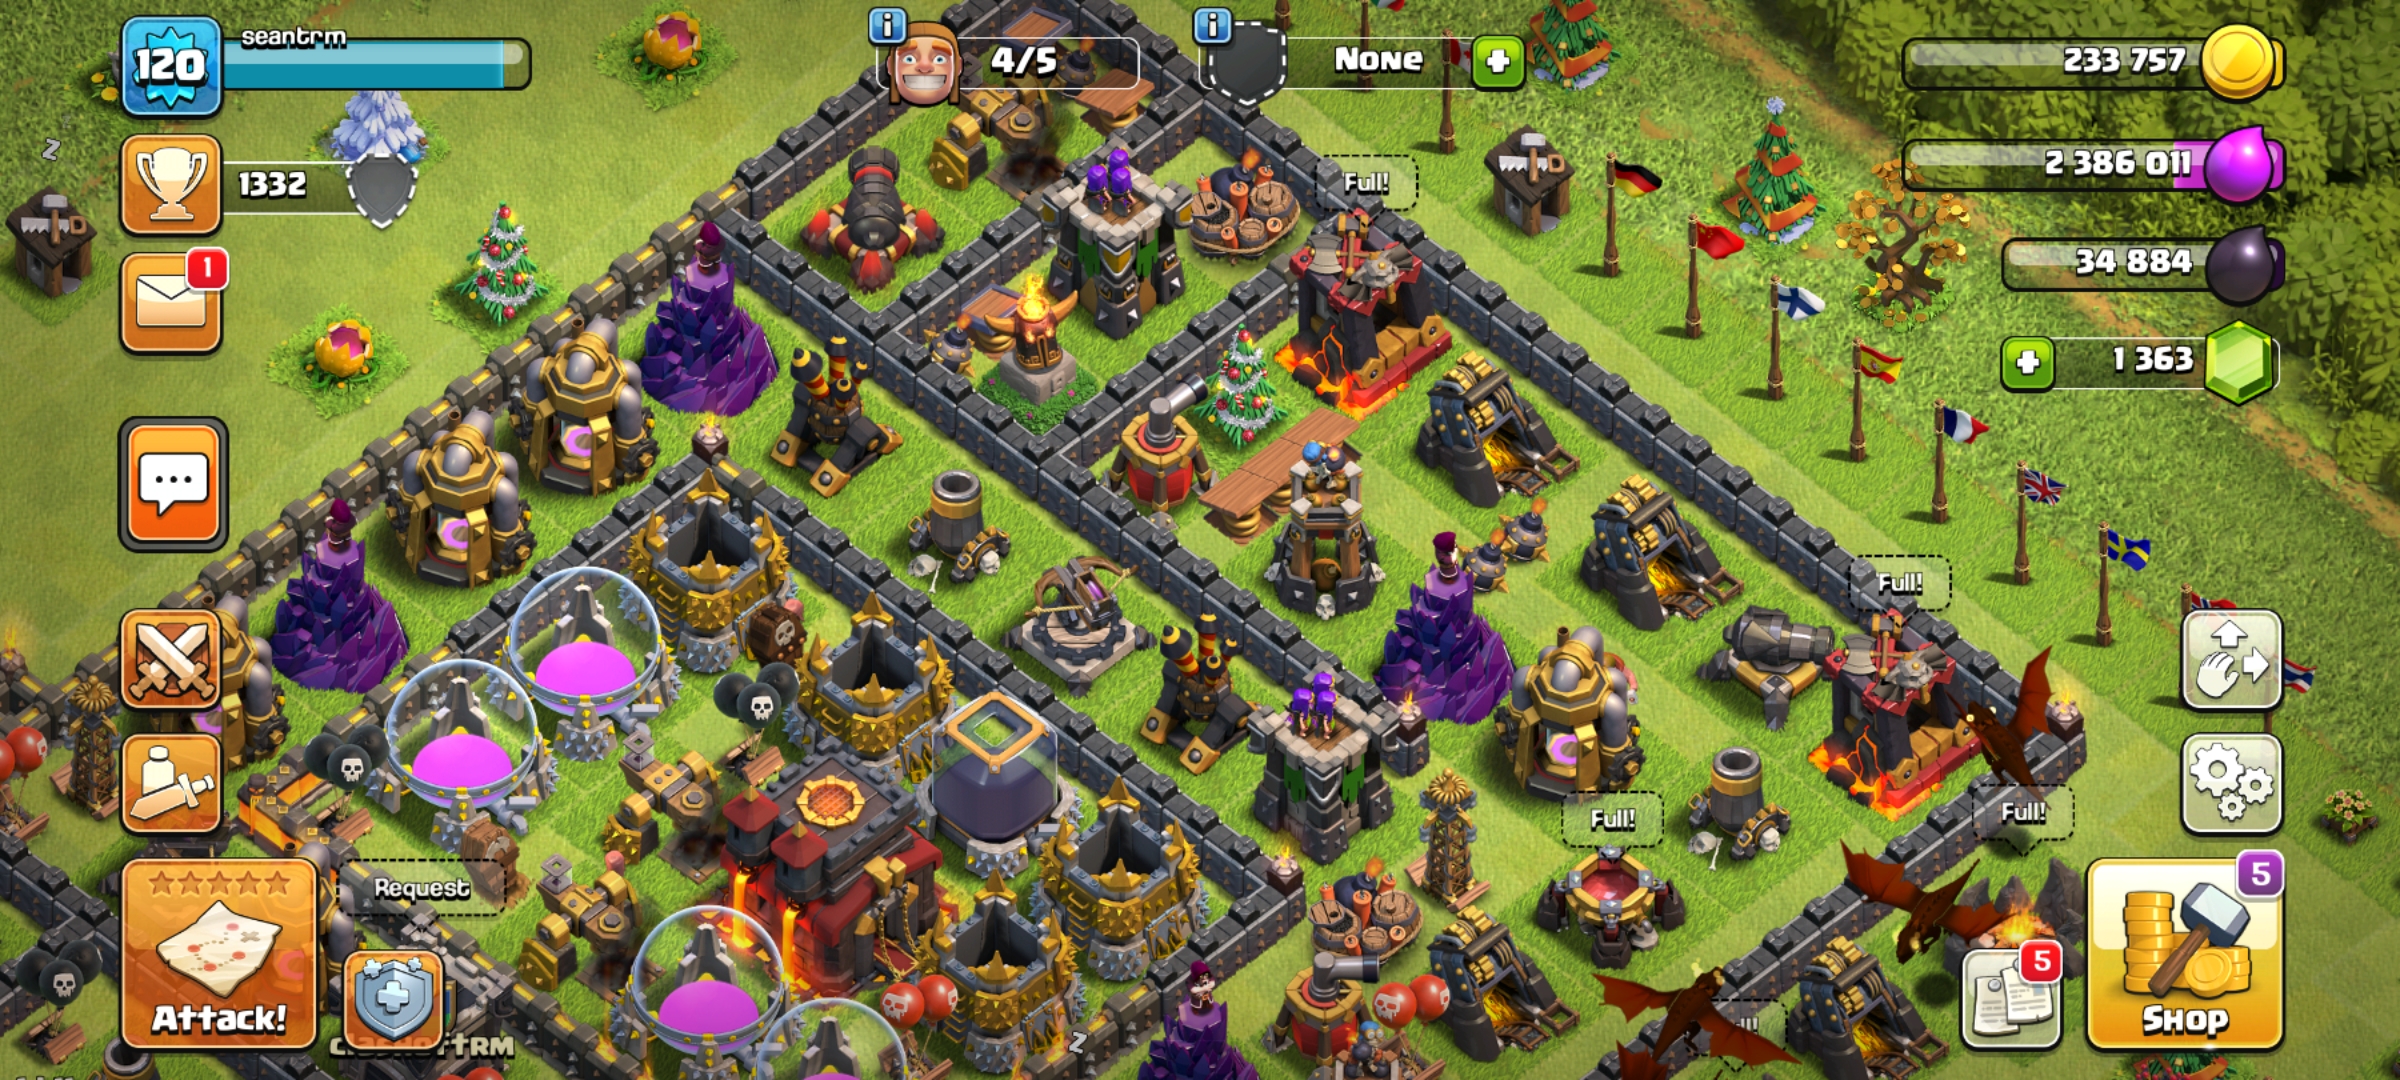 120
seantrm
4/5
None
233 757
1332
2 386 011
Full!
1
34 884
1 363
Full!
Full!
Full!
Request
5
5
Attack!
Shop